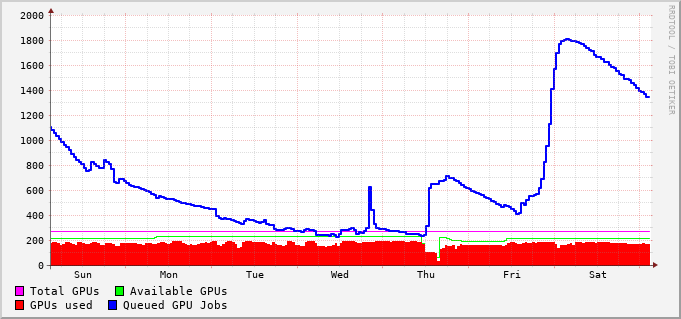 RRDTOOL / TOBI OETIKER
2000
1800
1600
1400
1200
1000
800
600
400
200
0
Sun Mon Tue Wed Thu Fri Sat
Total GPUs Available GPUs
GPUs used Queued GPU Jobs